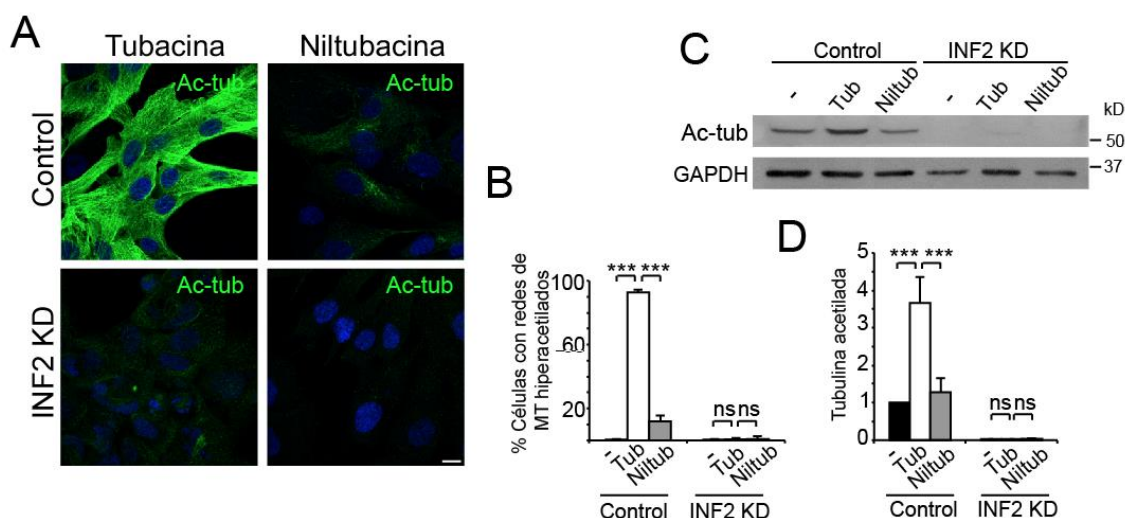 A
Tubacina
Niltubacina
Control
INF2 KD
Ac-tub
Ac-tub
Ac-tub
Ac-tub
B
% Células con redes de
MT hiperacetilados
100
60
20
*** ***
ns ns
- Tub Niltub
- Tub Niltub
Control INF2 KD
C
Control INF2 KD
- Tub Niltub - Tub Niltub
kD
Ac-tub
50
GAPDH
37
D
Tubulina acetilada
5
4
3
2
1
0
*** ***
ns ns
- Tub Niltub
- Tub Niltub
Control INF2 KD